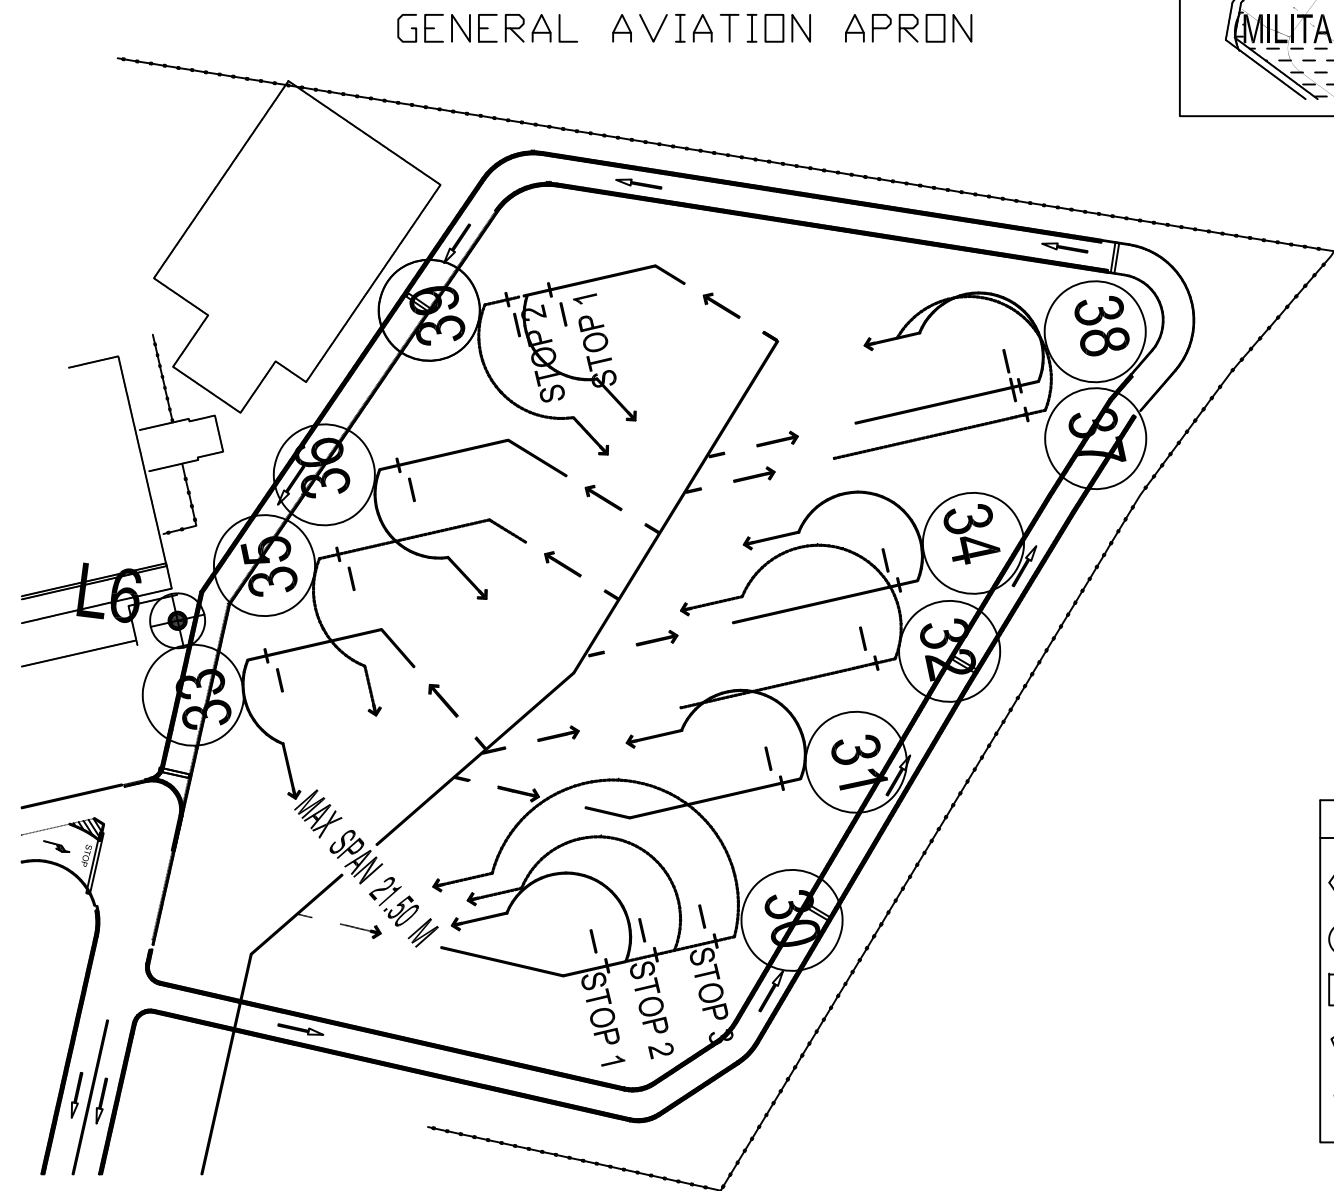 GENERAL AVIATION APRON
MILITA
38
39
STOP 2
STOP 1
37
36
34
35
L6
32
33
31
MAX SPAN 21.50 M
STOP
30
STOP 1
STOP 2
STOP 3